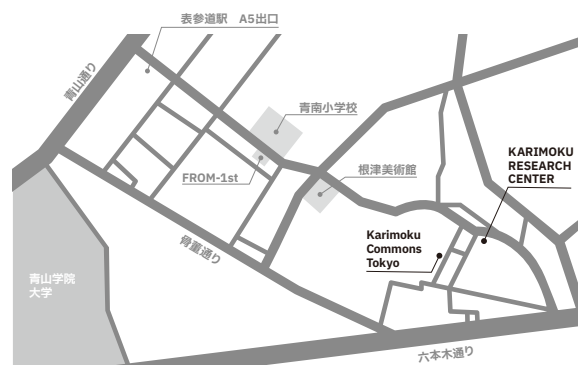 表参道駅 A5出口
青山通り
青南小学校
KARIMOKU
RESEARCH
CENTER
根津美術館
FROM-1st
Karimoku
Commons
Tokyo
骨董通り
青山学院
大学
六本木通り